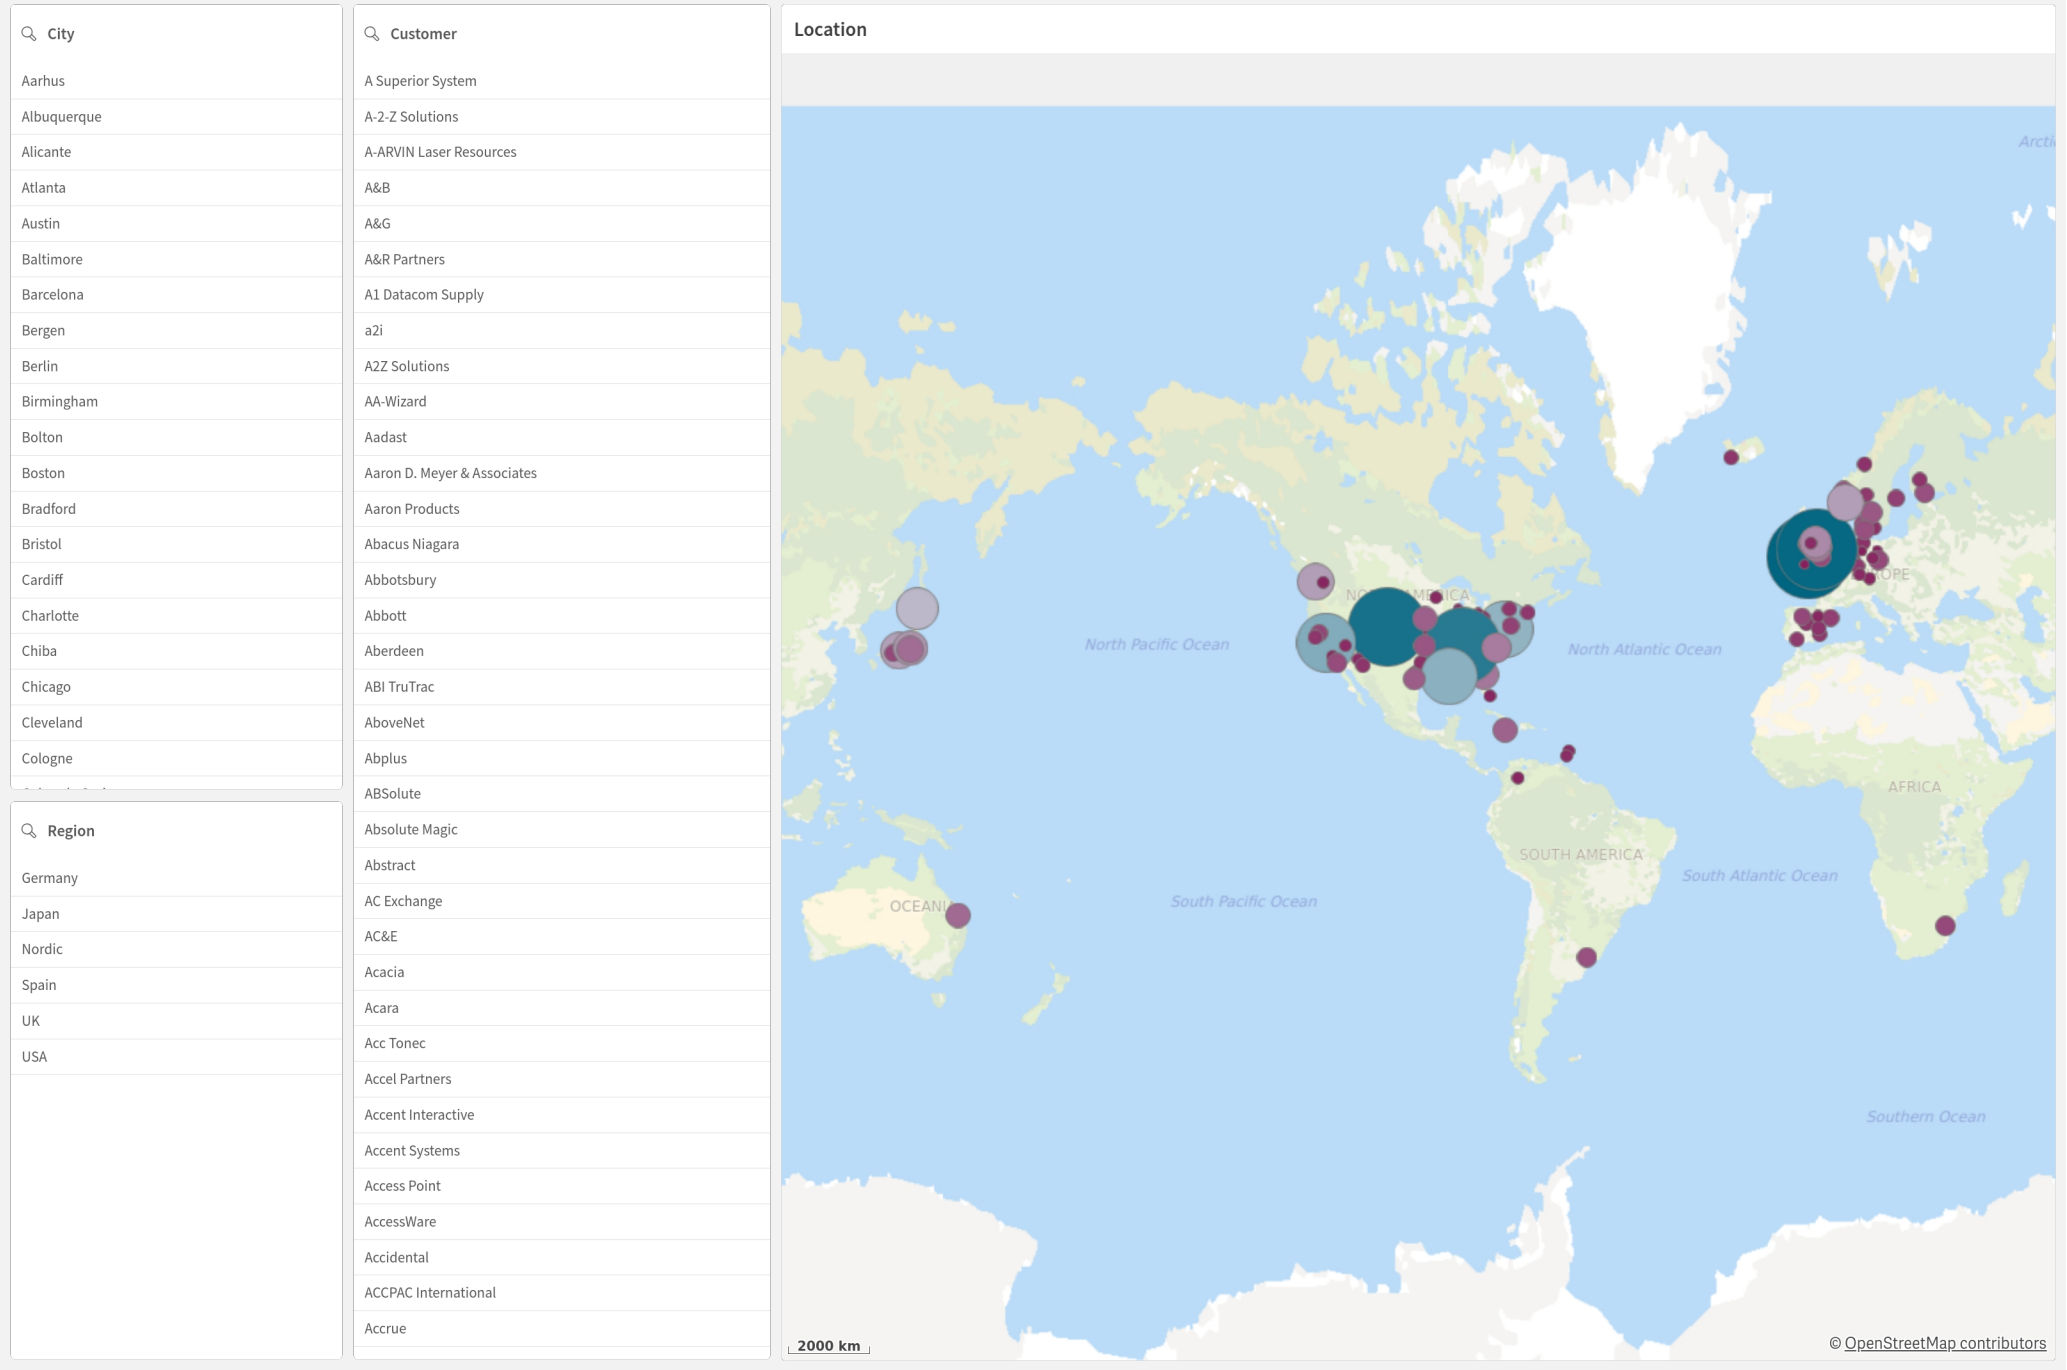 City
Aarhus
Albuquerque
Alicante
Atlanta
Austin
Baltimore
Barcelona
Bergen
Berlin
Birmingham
Bolton
Boston
Bradford
Bristol
Cardiff
Charlotte
Chiba
Chicago
Cleveland
Cologne
Region
Germany
Japan
Nordic
Spain
UK
USA
Customer
A Superior System
A-2-Z Solutions
A-ARVIN Laser Resources
A&B
A&G
A&R Partners
A1 Datacom Supply
a2i
A2Z Solutions
AA-Wizard
Aadast
Aaron D. Meyer & Associates
Aaron Products
Abacus Niagara
Abbotsbury
Abbott
Aberdeen
ABI TruTrac
AboveNet
Abplus
ABSolute
Absolute Magic
Abstract
AC Exchange
AC&E
Acacia
Acara
Acc Tonec
Accel Partners
Accent Interactive
Accent Systems
Access Point
AccessWare
Accidental
ACCPAC International
Accrue
Location
North Pacific Ocean
North Atlantic Ocean
AFRICA
SOUTH AMERICA
South Atlantic Ocean
South Pacific Ocean
Southern Ocean
2000 km
© OpenStreetMap contributors